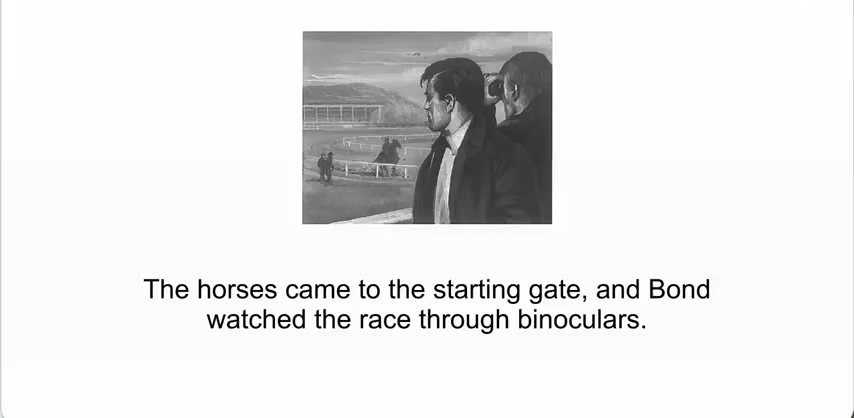 The horses came to the starting gate, and Bond
watched the race through binoculars.